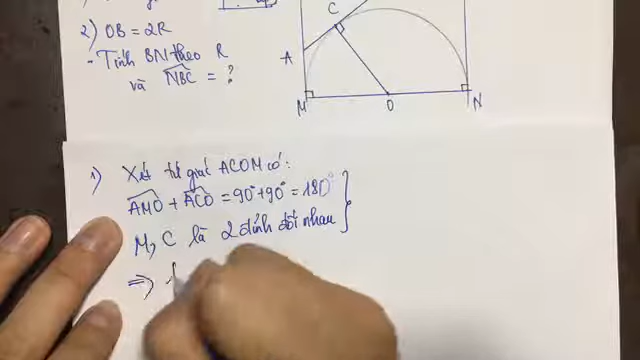 2) OB = 2R
- Tính BN theo R
và NBC = ?
C
A
M
O
N
1) Xét tứ giác ACOM có:
AMO + ACO = 90° + 90° = 180°
M, C là 2 đỉnh đối nhau
⇒